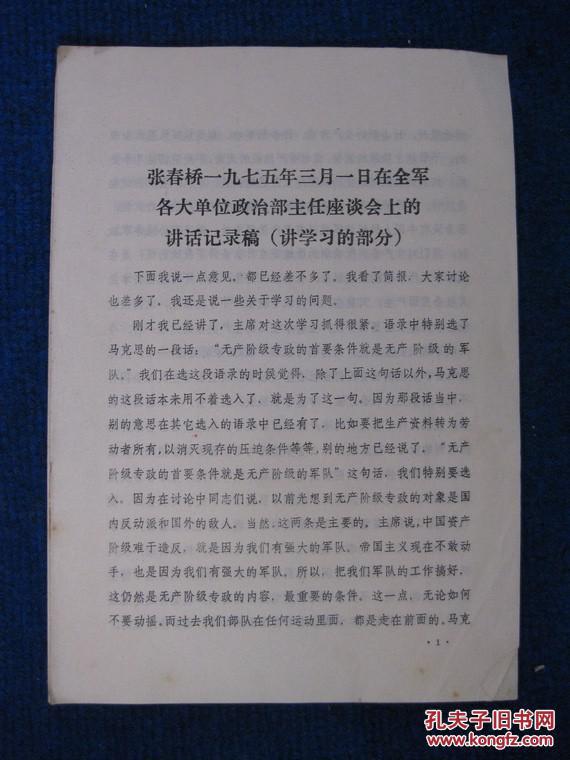 张春桥一九七五年三月一日在全军
各大单位政治部主任座谈会上的
讲话记录稿（讲学习的部分）
下面我说一点意见。都已经差不多了。我看了简报，大家讨论
也差多了。我还是说一些关于学习的问题。
刚才我已经讲了，主席对这次学习抓得很紧。语录中特别选了
马克思的一段话：“无产阶级专政的首要条件就是无产阶级的军
队。”我们在选这段语录的时侯觉得，除了上面这句话以外，马克思
的这段话本来用不着选入了，就是为了这一句。因为那段话当中，
别的意思在其它选入的语录中已经有了，比如要把生产资料转为劳
动者所有，以消灭现存的压迫条件等等，别的地方已经说了，“无产
阶级专政的首要条件就是无产阶级的军队”这句话，我们特别要选
入。因为在讨论中同志们说，以前光想到无产阶级专政的对象是国
内反动派和国外的敌人。当然，这两条是主要的。主席说，中国资产
阶级难于造反，就是因为我们有强大的军队。帝国主义现在不敢动
手，也是因为我们有强大的军队。所以，把我们军队的工作搞好，
这仍然是无产阶级专政的内容，最重要的条件。这一点，无论如何
不要动摇。而过去我们部队在任何运动里面，都是走在前面的。马克
·1·
孔夫子旧书网
www.kongfz.com